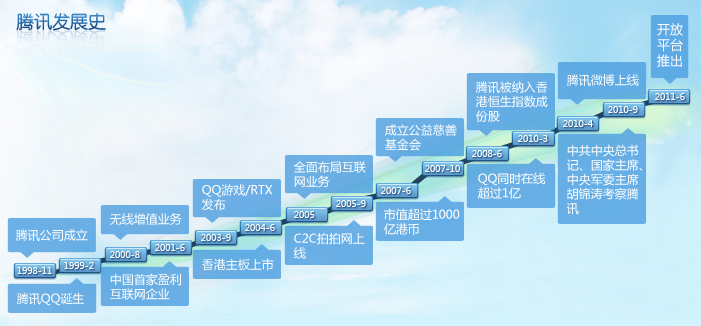 腾讯发展史
腾讯公司成立
1998-11
1999-2
腾讯QQ诞生
无线增值业务
2000-8
2001-6
中国首家盈利
互联网企业
QQ游戏/RTX
发布
2003-9
2004-6
香港主板上市
全面布局互联
网业务
2005
2005-9
C2C拍拍网上
线
2007-6
市值超过1000
亿港币
成立公益慈善
基金会
2007-10
腾讯被纳入香
港恒生指数成
份股
2008-6
2010-3
QQ同时在线
超过1亿
腾讯微博上线
2010-4
2010-9
中共中央总书
记、国家主席、
中央军委主席
胡锦涛考察腾
讯
开放
平台
推出
2011-6